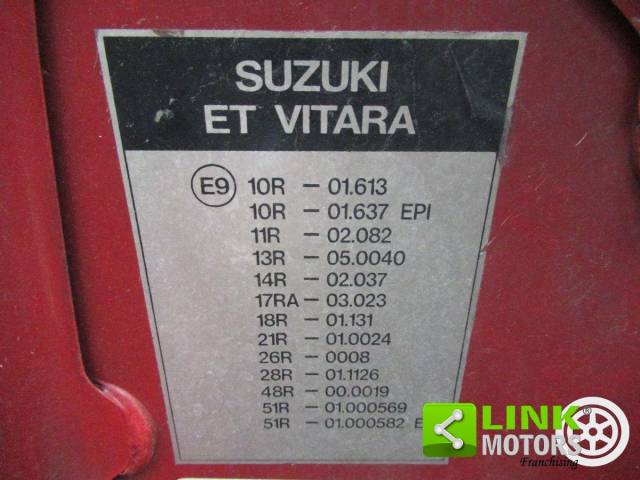 SUZUKI
ET VITARA
E9 10R - 01.613
10R - 01.637 EPI
11R - 02.082
13R - 05.0040
14R - 02.037
17RA - 03.023
18R - 01.131
21R - 01.0024
26R - 0008
28R - 01.1126
48R - 00.0019
51R - 01.000569
51R - 01.000582
LINK
MOTORS
Franchising